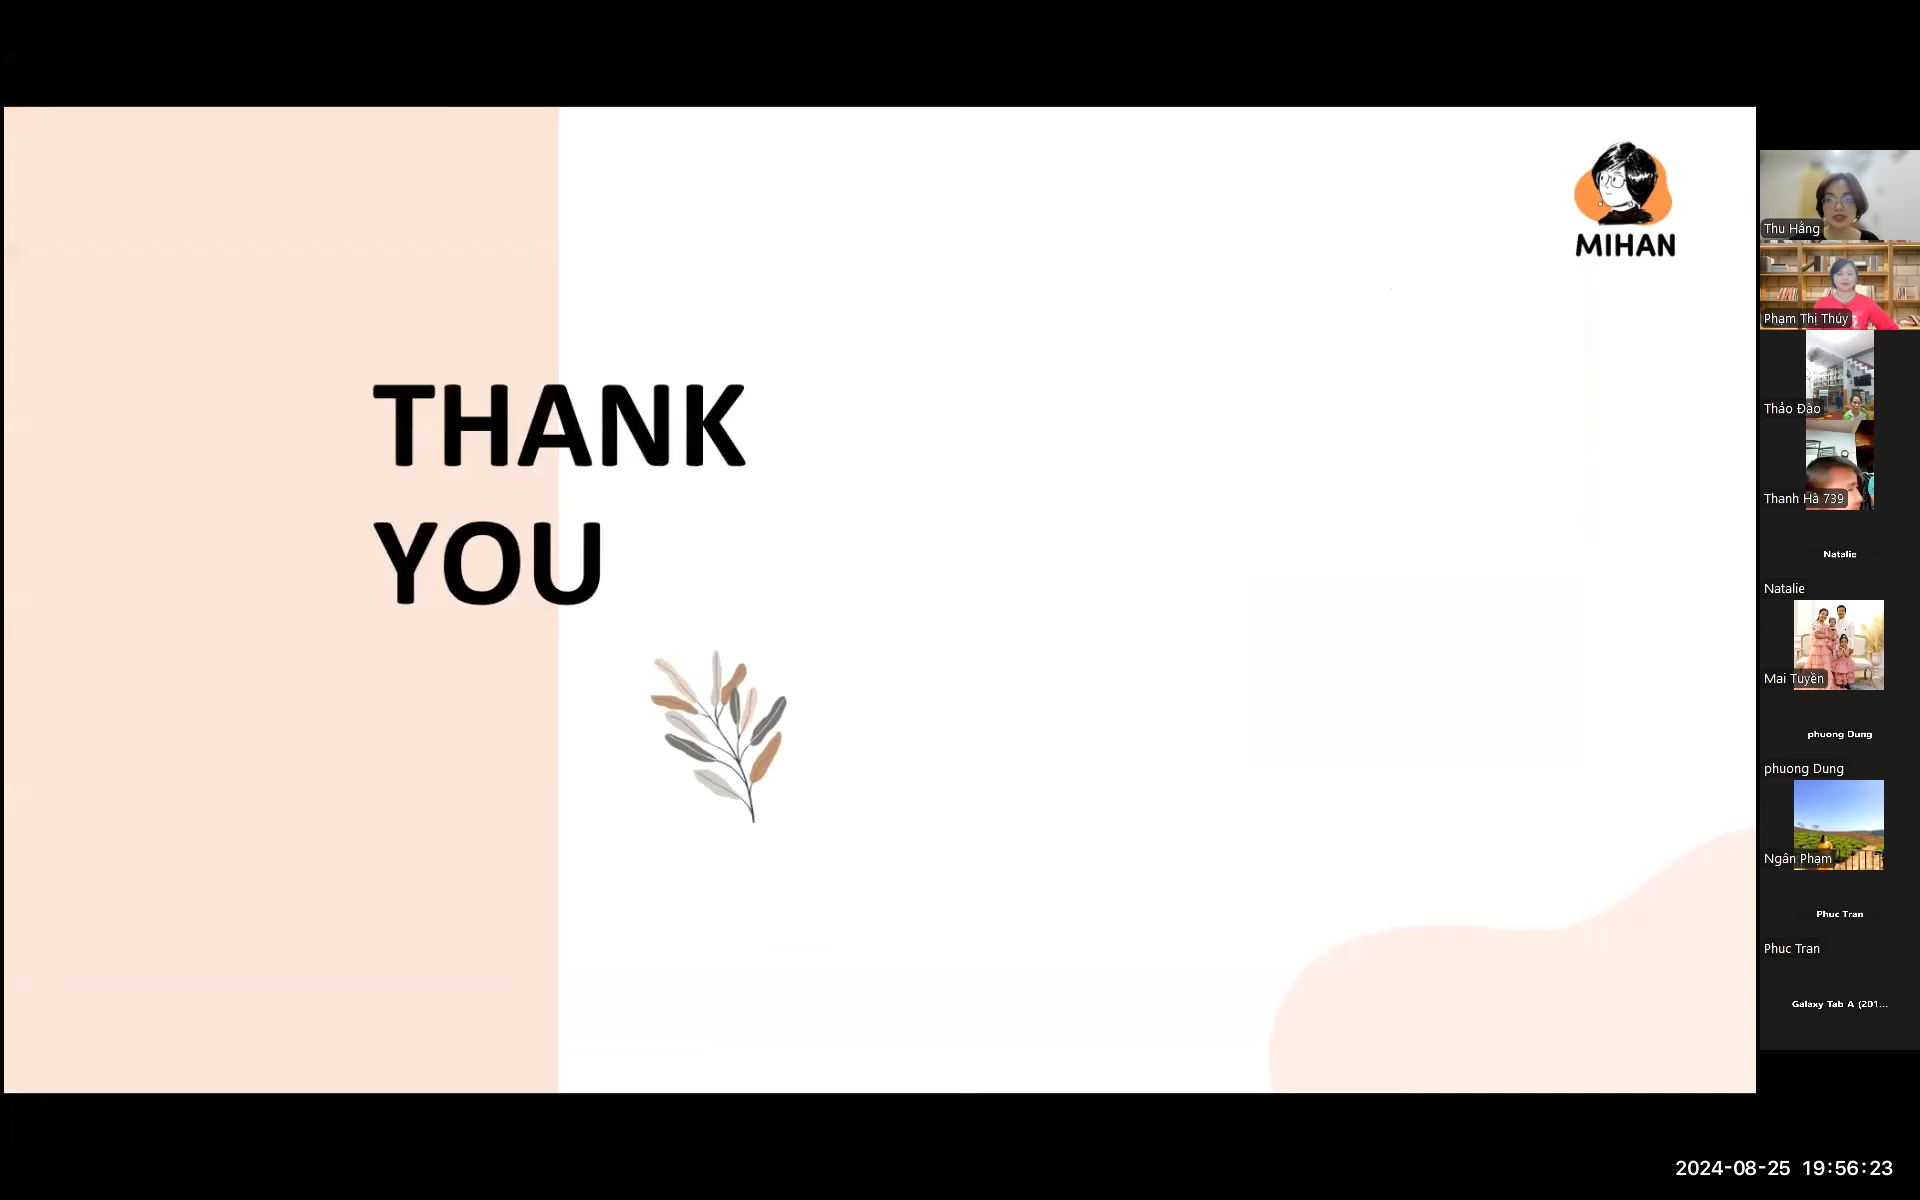 MIHAN
THANK
YOU
Thu Hằng
Phạm Thị Thúy
Thảo Đào
Thanh Hà 739
Natalie
Natalie
Mai Tuyền
phuong Dung
phuong Dung
Ngân Phạm
Phuc Tran
Phuc Tran
Galaxy Tab A (201...
2024-08-25 19:56:23